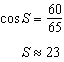 cos S = 60/65
S ≈ 23